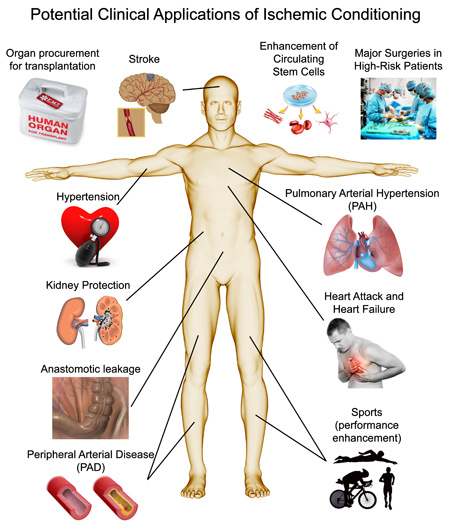 Potential Clinical Applications of Ischemic Conditioning
Organ procurement
for transplantation
Stroke
Enhancement of
Circulating
Stem Cells
Major Surgeries in
High-Risk Patients
HUMAN
ORGAN
FOR TRANSPLANT
Hypertension
Pulmonary Arterial Hypertension
(PAH)
Kidney Protection
Heart Attack and
Heart Failure
Anastomotic leakage
Sports
(performance
enhancement)
Peripheral Arterial Disease
(PAD)